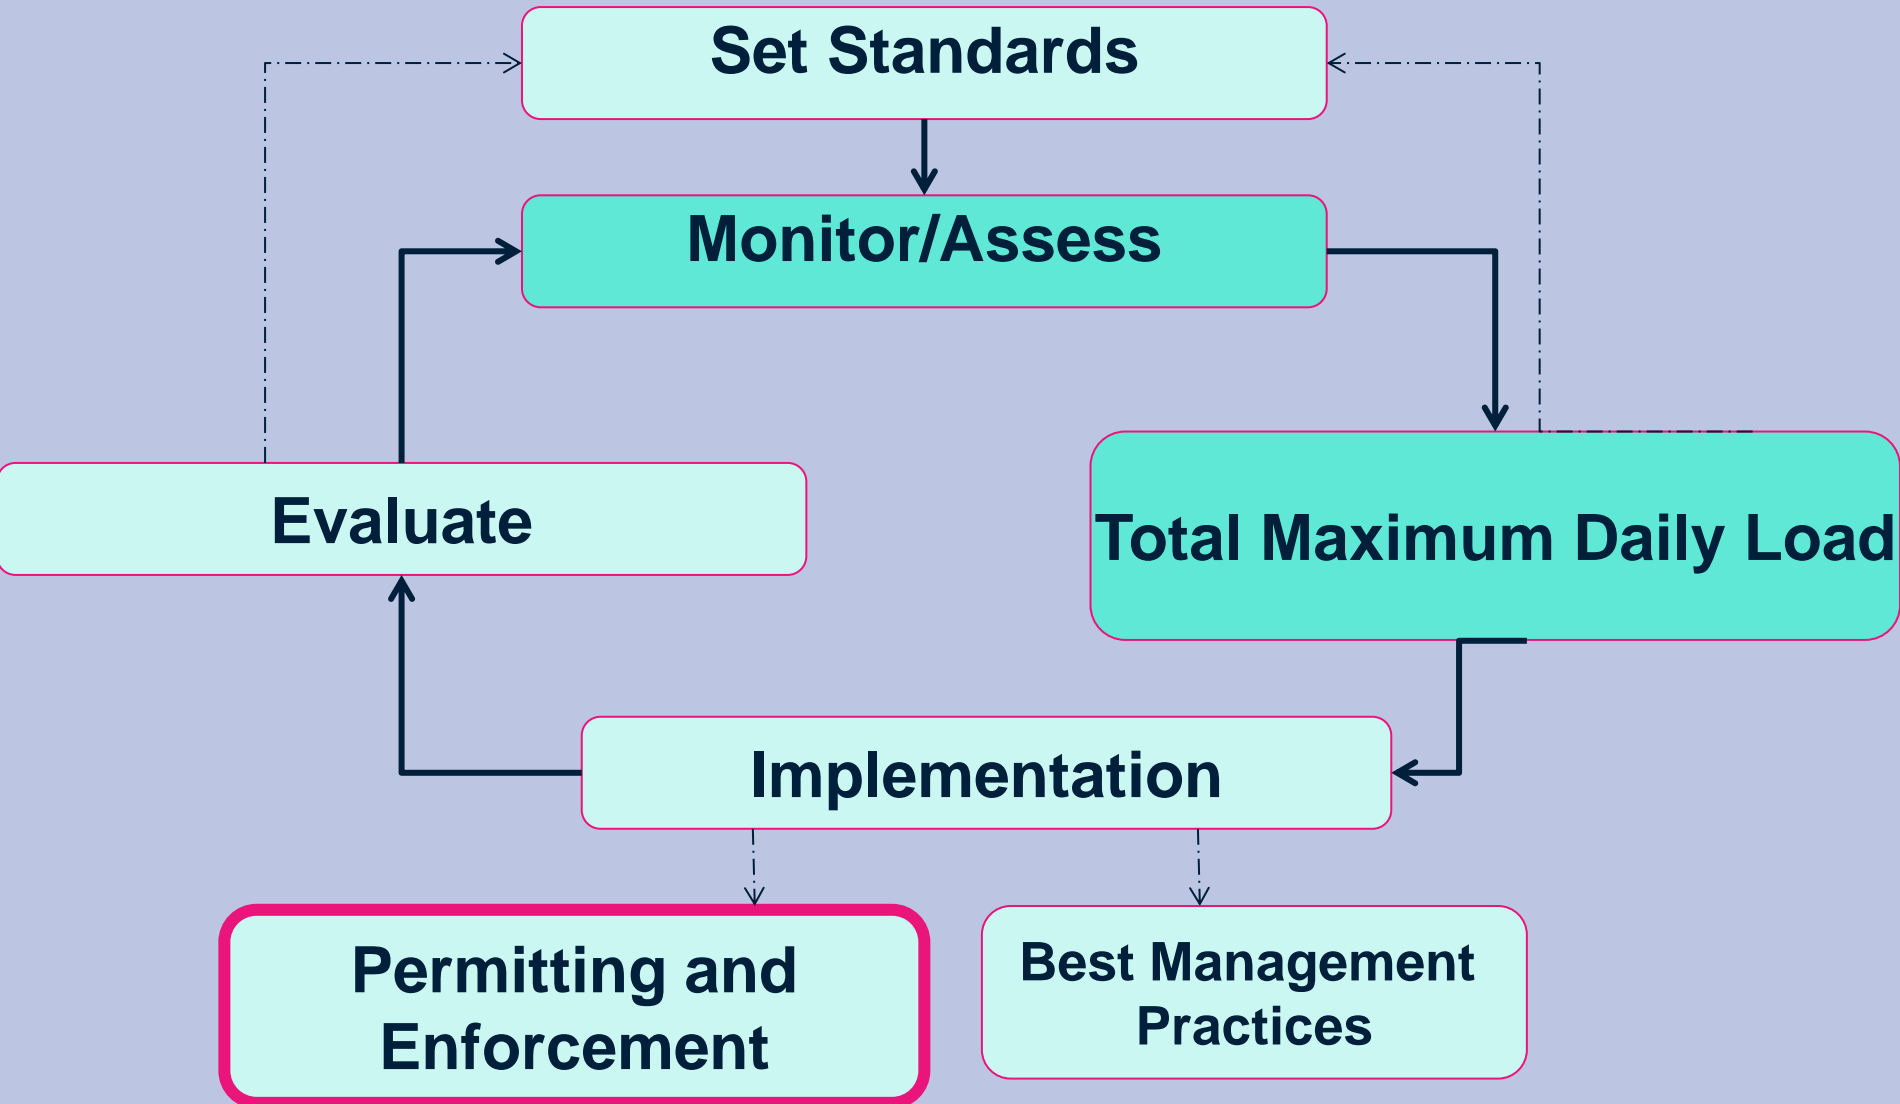 Set Standards
Monitor/Assess
Evaluate
Total Maximum Daily Load
Implementation
Permitting and
Enforcement
Best Management
Practices